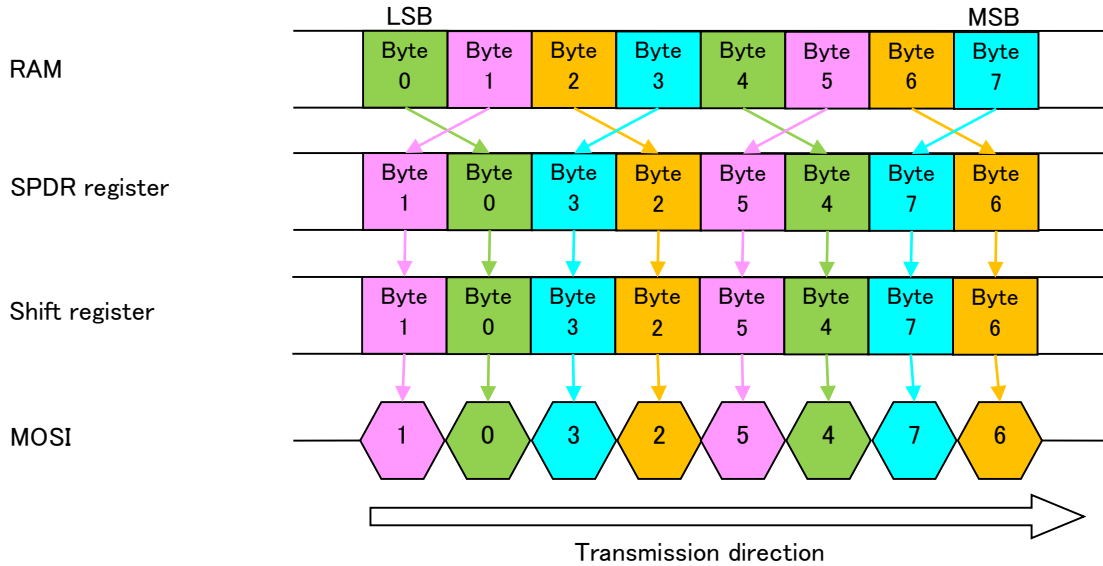 LSB MSB
RAM
Byte Byte Byte Byte Byte Byte Byte Byte
0 1 2 3 4 5 6 7
SPDR register
Byte Byte Byte Byte Byte Byte Byte Byte
1 0 3 2 5 4 7 6
Shift register
Byte Byte Byte Byte Byte Byte Byte Byte
1 0 3 2 5 4 7 6
MOSI
1 0 3 2 5 4 7 6
Transmission direction